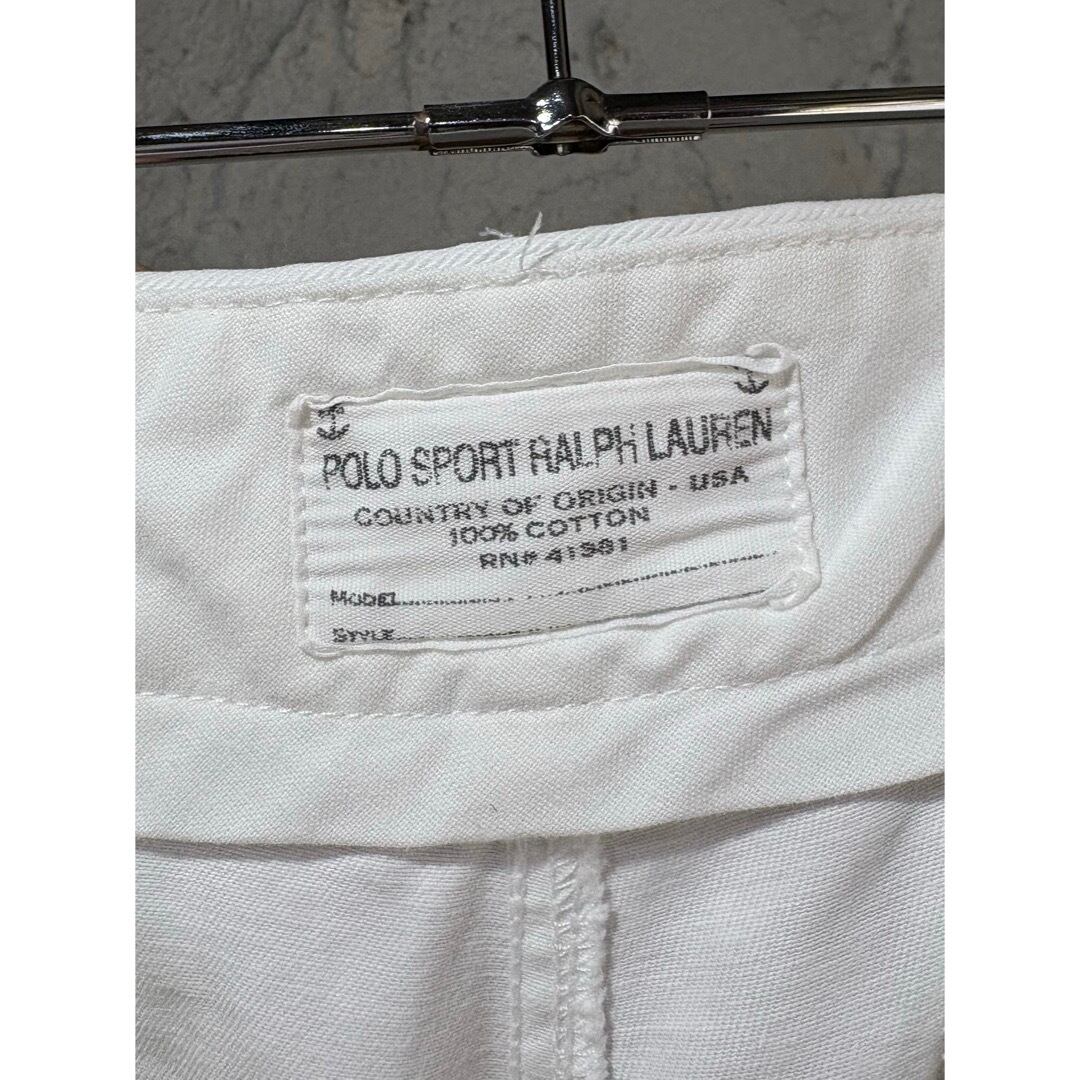 POLO SPORT RALPH LAUREN
COUNTRY OF ORIGIN - USA
100% COTTON
RN# 41381
MODEL
STYLE